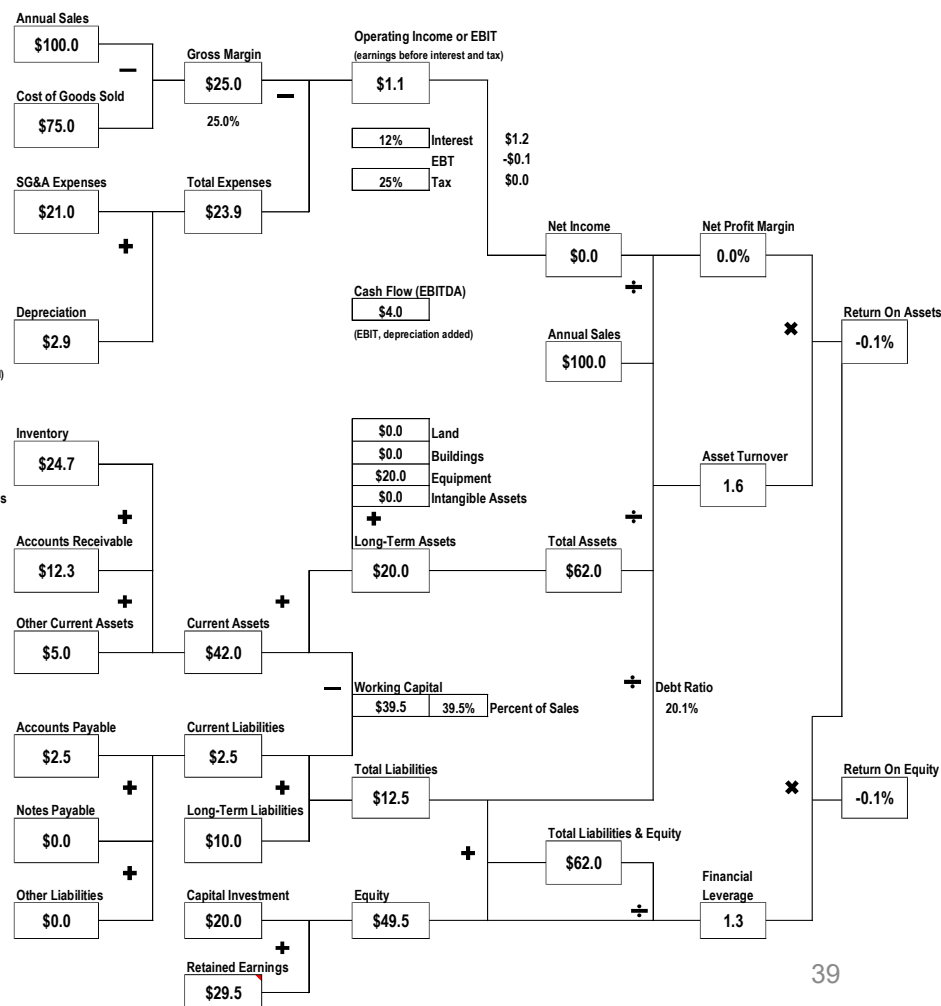 Annual Sales
$100.0
Cost of Goods Sold
$75.0
Gross Margin
$25.0
25.0%
Operating Income or EBIT
(earnings before interest and tax)
$1.1
12% Interest $1.2
EBT -$0.1
25% Tax $0.0
SG&A Expenses
$21.0
Total Expenses
$23.9
Depreciation
$2.9
Cash Flow (EBITDA)
$4.0
(EBIT, depreciation added)
Net Income
$0.0
Annual Sales
$100.0
Net Profit Margin
0.0%
Return On Assets
-0.1%
Inventory
$24.7
Accounts Receivable
$12.3
Other Current Assets
$5.0
Current Assets
$42.0
$0.0 Land
$0.0 Buildings
$20.0 Equipment
$0.0 Intangible Assets
Long-Term Assets
$20.0
Total Assets
$62.0
Asset Turnover
1.6
Working Capital
$39.5 39.5% Percent of Sales
Debt Ratio
20.1%
Accounts Payable
$2.5
Current Liabilities
$2.5
Notes Payable
$0.0
Long-Term Liabilities
$10.0
Total Liabilities
$12.5
Other Liabilities
$0.0
Capital Investment
$20.0
Retained Earnings
$29.5
Equity
$49.5
Total Liabilities & Equity
$62.0
Financial
Leverage
1.3
Return On Equity
-0.1%
39